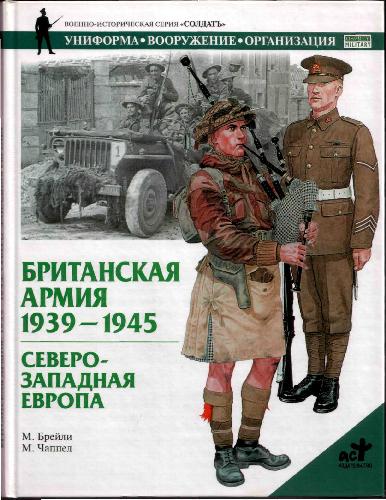 ВОЕННО-ИСТОРИЧЕСКАЯ СЕРИЯ «СОЛДАТЪ»
УНИФОРМА • ВООРУЖЕНИЕ • ОРГАНИЗАЦИЯ
MILITARY
БРИТАНСКАЯ
АРМИЯ
1939 – 1945
СЕВЕРО-
ЗАПАДНАЯ
ЕВРОПА
М. Брейли
М. Чаппел
аст
ИЗДАТЕЛЬСТВО